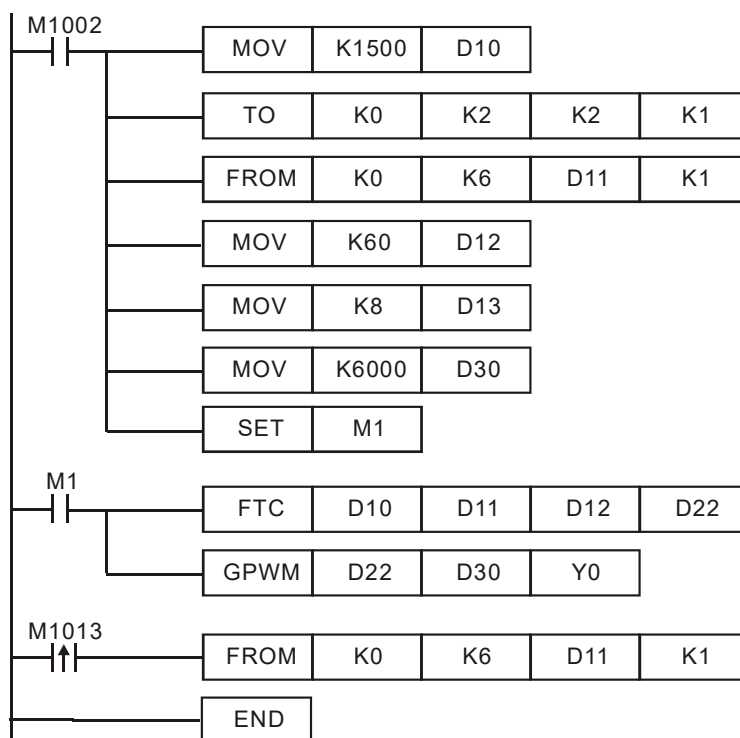 M1002
MOV K1500 D10
TO K0 K2 K2 K1
FROM K0 K6 D11 K1
MOV K60 D12
MOV K8 D13
MOV K6000 D30
SET M1
M1
FTC D10 D11 D12 D22
GPWM D22 D30 Y0
M1013
FROM K0 K6 D11 K1
END